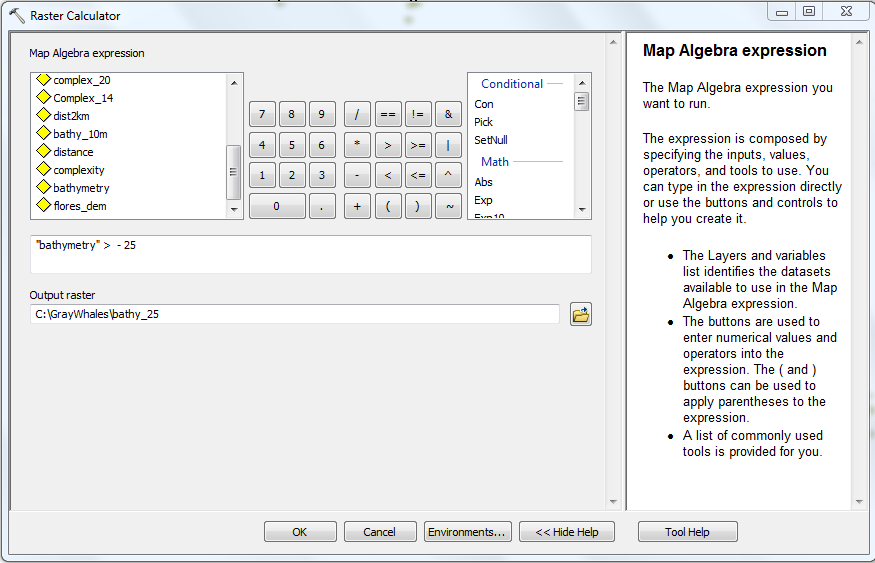 Raster Calculator
Map Algebra expression
complex_20
Complex_14
dist2km
bathy_10m
distance
complexity
bathymetry
flores_dem
7 8 9 / == != &
4 5 6 * > >= |
1 2 3 - < <= ^
0 . + ( ) ~
Conditional
Con
Pick
SetNull
Math
Abs
Exp
Exp10
"bathymetry" > - 25
Output raster
C:\GrayWhales\bathy_25
OK
Cancel
Environments...
<< Hide Help
Tool Help
Map Algebra expression
The Map Algebra expression you
want to run.
The expression is composed by
specifying the inputs, values,
operators, and tools to use. You
can type in the expression directly
or use the buttons and controls to
help you create it.
• The Layers and variables
list identifies the datasets
available to use in the Map
Algebra expression.
• The buttons are used to
enter numerical values and
operators into the
expression. The ( and )
buttons can be used to
apply parentheses to the
expression.
• A list of commonly used
tools is provided for you.